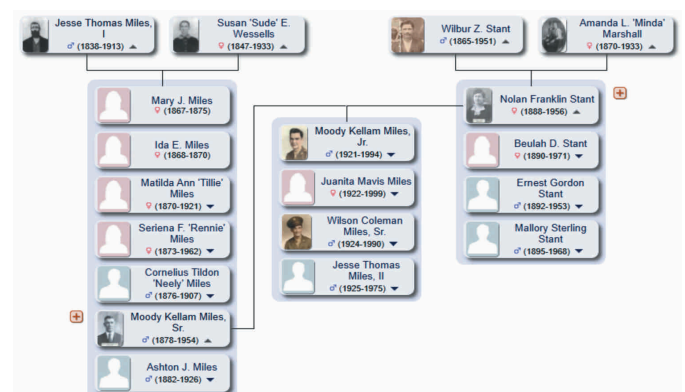 Jesse Thomas Miles,
I
♂ (1838-1913) ▲
Susan 'Sude' E.
Wessells
♀ (1847-1933) ▲
Wilbur Z. Stant
♂ (1865-1951) ▲
Amanda L. 'Minda'
Marshall
♀ (1870-1933) ▲
Mary J. Miles
♀ (1867-1875)
Ida E. Miles
♀ (1868-1870)
Matilda Ann 'Tillie'
Miles
♀ (1870-1921) ▼
Seriena F. 'Rennie'
Miles
♀ (1873-1962) ▼
Cornelius Tildon
'Neely' Miles
♂ (1876-1907) ▼
Moody Kellam Miles,
Sr.
♂ (1878-1954) ▲
Ashton J. Miles
♂ (1882-1926) ▼
Moody Kellam Miles,
Jr.
♂ (1921-1994) ▼
Juanita Mavis Miles
♀ (1922-1999) ▼
Wilson Coleman
Miles, Sr.
♂ (1924-1990) ▼
Jesse Thomas
Miles, II
♂ (1925-1975) ▼
Nolan Franklin Stant
♀ (1888-1956) ▲
Beulah D. Stant
♀ (1890-1971) ▼
Ernest Gordon
Stant
♂ (1892-1953) ▼
Mallory Sterling
Stant
♂ (1895-1968) ▼